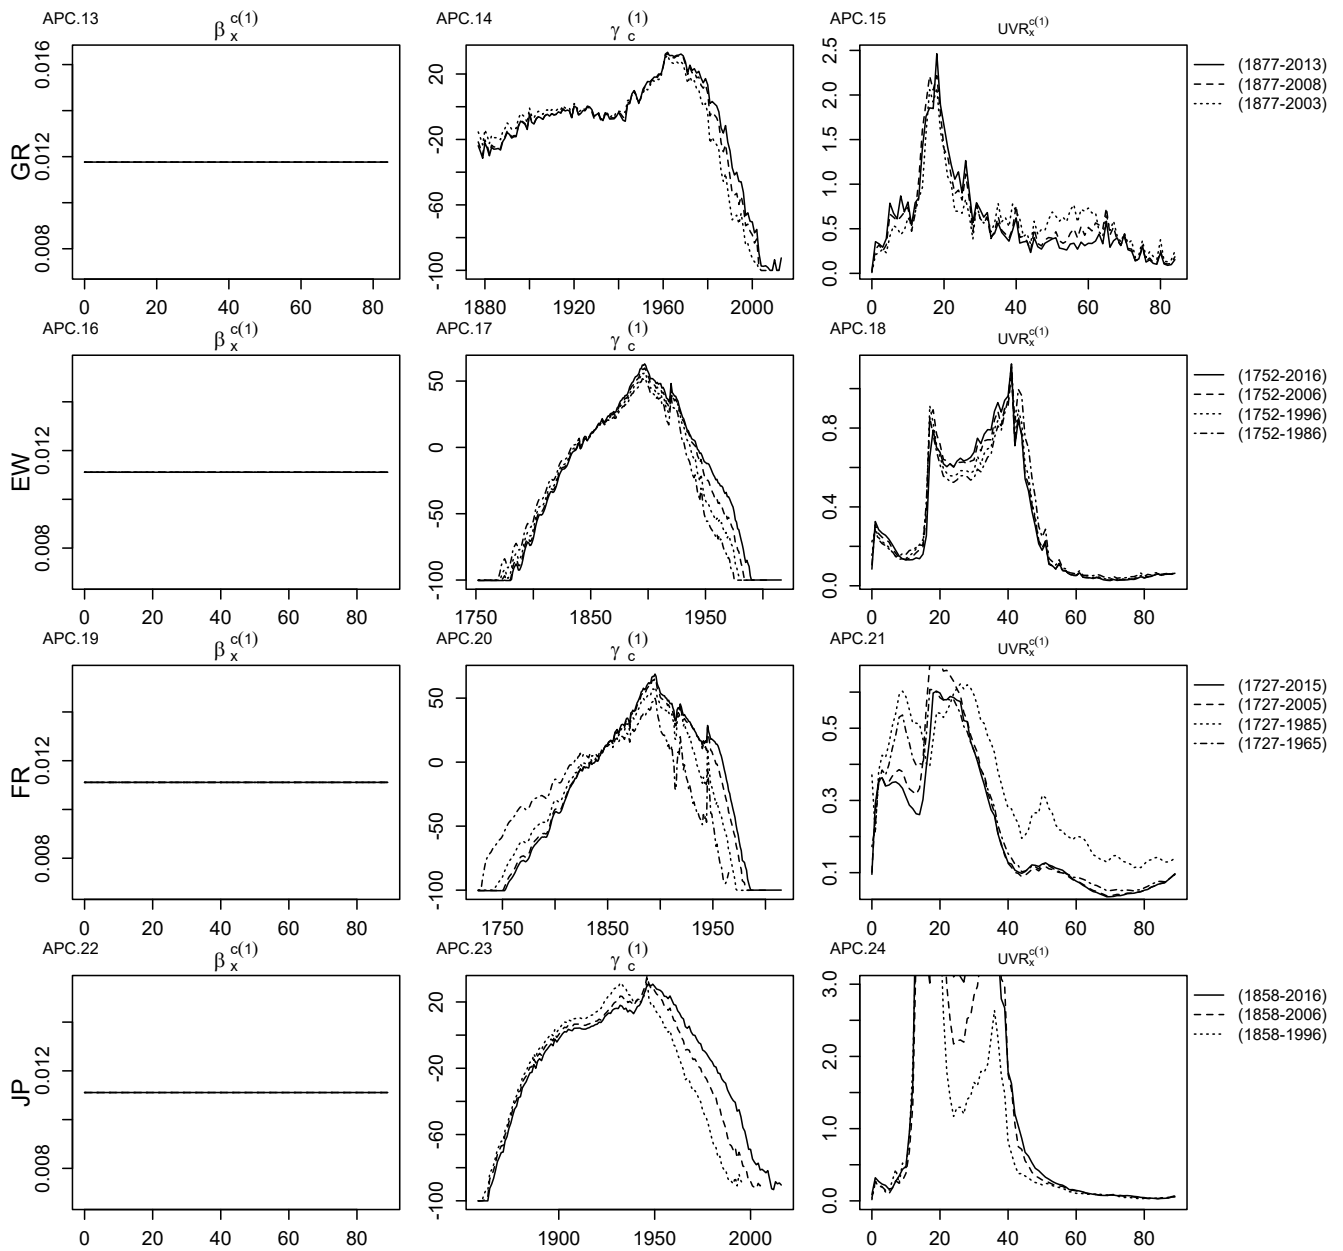 APC.13 β x c(1)
APC.14 γ c (1)
APC.15 UVR x c(1)
GR
0.008 0.012 0.016
0 20 40 60 80
-100 -60 -20 20
1880 1920 1960 2000
0.0 0.5 1.0 1.5 2.0 2.5
0 20 40 60 80
(1877-2013)
(1877-2008)
(1877-2003)
APC.16 β x c(1)
APC.17 γ c (1)
APC.18 UVR x c(1)
EW
0.008 0.012
0 20 40 60 80
-100 -50 0 50
1750 1850 1950
0.0 0.4 0.8
0 20 40 60 80
(1752-2016)
(1752-2006)
(1752-1996)
(1752-1986)
APC.19 β x c(1)
APC.20 γ c (1)
APC.21 UVR x c(1)
FR
0.008 0.012
0 20 40 60 80
-100 -50 0 50
1750 1850 1950
0.1 0.3 0.5
0 20 40 60 80
(1727-2015)
(1727-2005)
(1727-1985)
(1727-1965)
APC.22 β x c(1)
APC.23 γ c (1)
APC.24 UVR x c(1)
JP
0.008 0.012
0 20 40 60 80
-100 -60 -20 20
1900 1950 2000
0.0 1.0 2.0 3.0
0 20 40 60 80
(1858-2016)
(1858-2006)
(1858-1996)